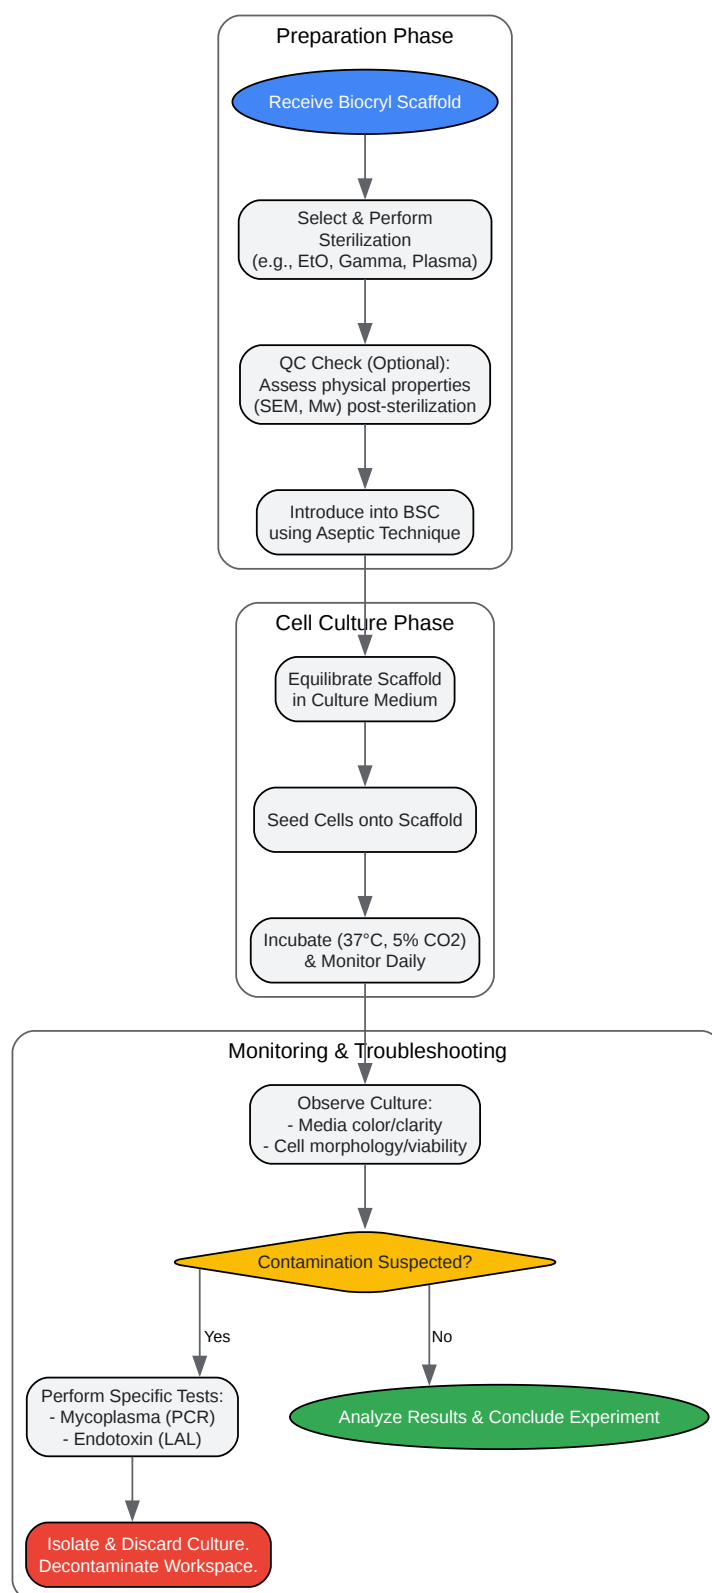 Preparation Phase
Receive Biocryl Scaffold
Select & Perform
Sterilization
(e.g., EtO, Gamma, Plasma)
QC Check (Optional):
Assess physical properties
(SEM, Mw) post-sterilization
Introduce into BSC
using Aseptic Technique
Cell Culture Phase
Equilibrate Scaffold
in Culture Medium
Seed Cells onto Scaffold
Incubate (37°C, 5% CO2)
& Monitor Daily
Monitoring & Troubleshooting
Observe Culture:
- Media color/clarity
- Cell morphology/viability
Contamination Suspected?
Yes
No
Perform Specific Tests:
- Mycoplasma (PCR)
- Endotoxin (LAL)
Analyze Results & Conclude Experiment
Isolate & Discard Culture.
Decontaminate Workspace.